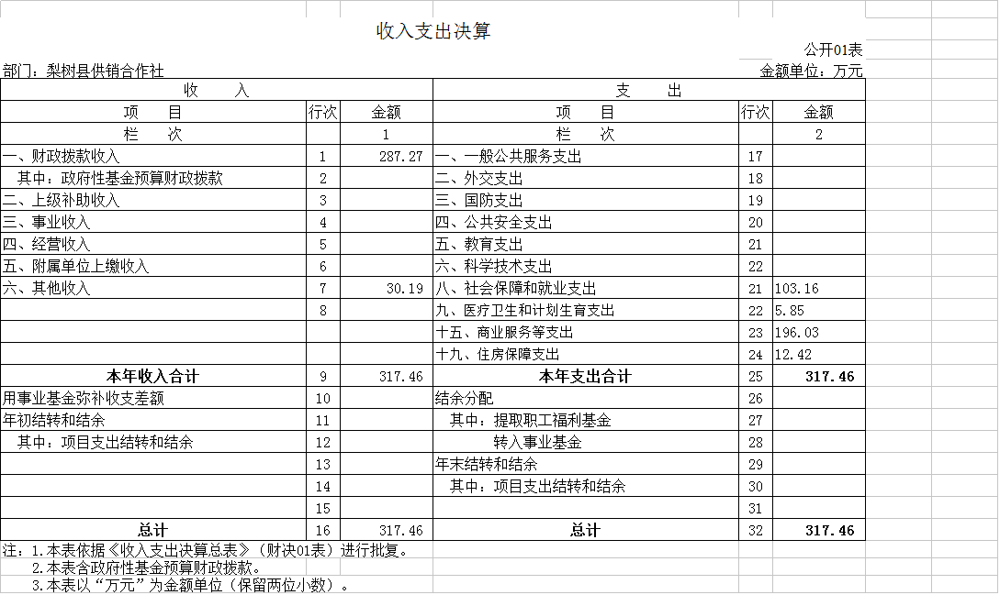 收入支出决算
公开01表
部门：梨树县供销合作社 金额单位：万元
收 入 支 出
项 目 行次 金额 项 目 行次 金额
栏 次 1 栏 次 2
一、财政拨款收入 1 287.27 一、一般公共服务支出 17
其中：政府性基金预算财政拨款 2 二、外交支出 18
二、上级补助收入 3 三、国防支出 19
三、事业收入 4 四、公共安全支出 20
四、经营收入 5 五、教育支出 21
五、附属单位上缴收入 6 六、科学技术支出 22
六、其他收入 7 30.19 八、社会保障和就业支出 21 103.16
8 九、医疗卫生和计划生育支出 22 5.85
十五、商业服务等支出 23 196.03
十九、住房保障支出 24 12.42
本年收入合计 9 317.46 本年支出合计 25 317.46
用事业基金弥补收支差额 10 结余分配 26
年初结转和结余 11 其中：提取职工福利基金 27
其中：项目支出结转和结余 12 转入事业基金 28
13 年末结转和结余 29
14 其中：项目支出结转和结余 30
15 31
总计 16 317.46 总计 32 317.46
注：1.本表依据《收入支出决算总表》（财决01表）进行批复。
2.本表含政府性基金预算财政拨款。
3.本表以“万元”为金额单位（保留两位小数）。